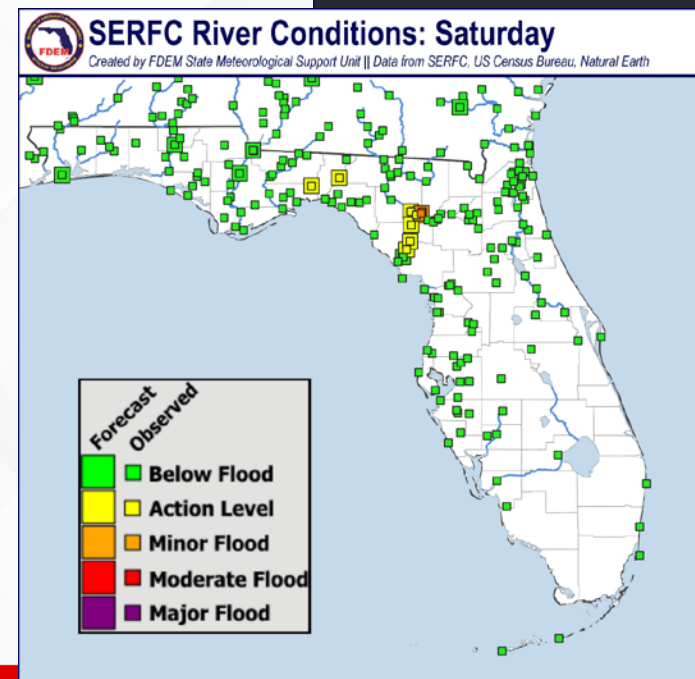 FDEM
SERFC River Conditions: Saturday
Created by FDEM State Meteorological Support Unit || Data from SERFC, US Census Bureau, Natural Earth
Forecast
Observed
Below Flood
Action Level
Minor Flood
Moderate Flood
Major Flood